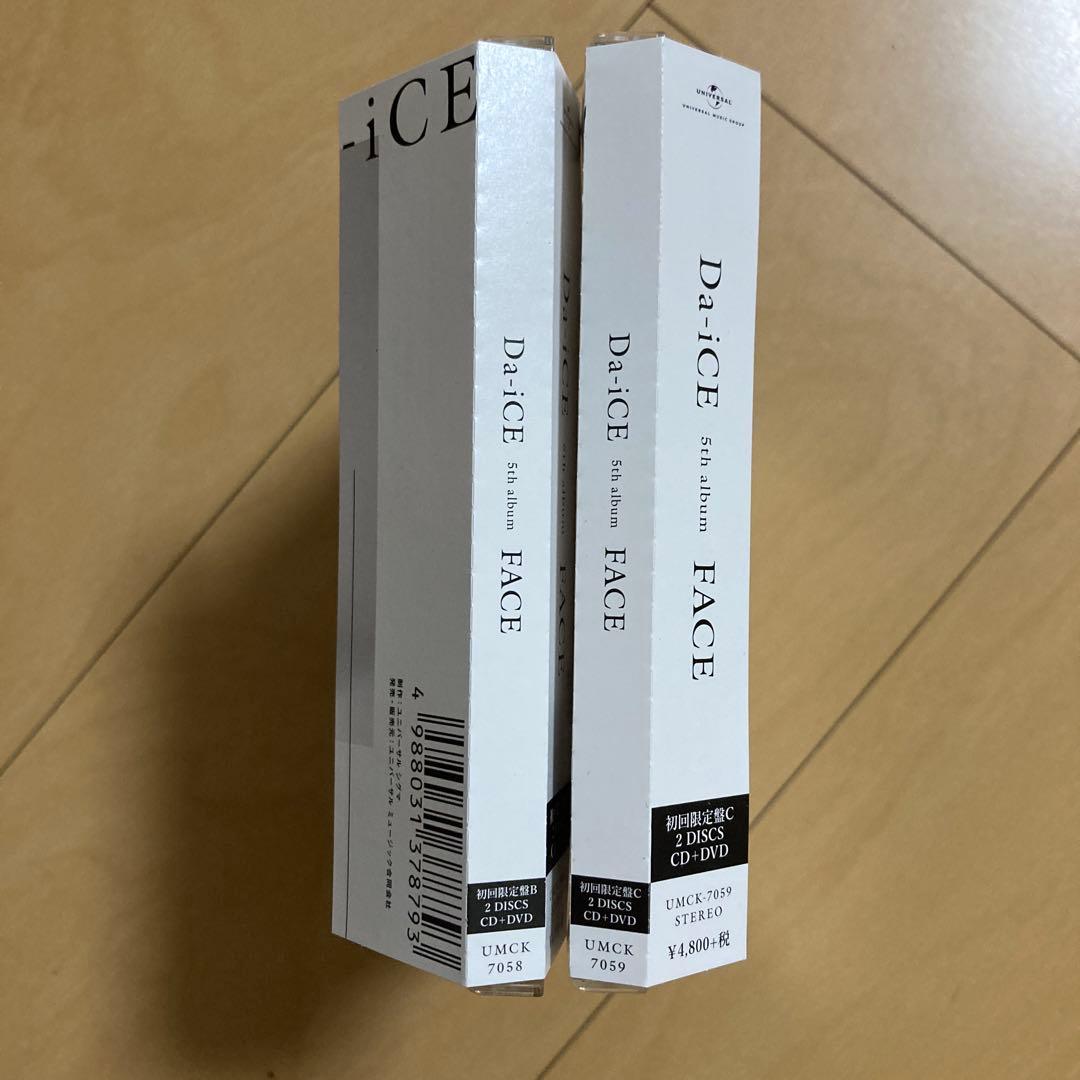 -iCE
制作:ユニバーサル シグマ
発売・販売元:ユニバーサル ミュージック合同会社
4 988031 378793
Da-iCE 5th album FACE
初回限定盤B
2 DISCS
CD+DVD
UMCK
7058
Da-iCE 5th album FACE
Da-iCE 5th album FACE
初回限定盤C
2 DISCS
CD+DVD
UMCK
7059
UNIVERSAL
UNIVERSAL MUSIC GROUP
Da-iCE 5th album FACE
初回限定盤C
2 DISCS
CD+DVD
UMCK-7059
STEREO
¥4,800+税